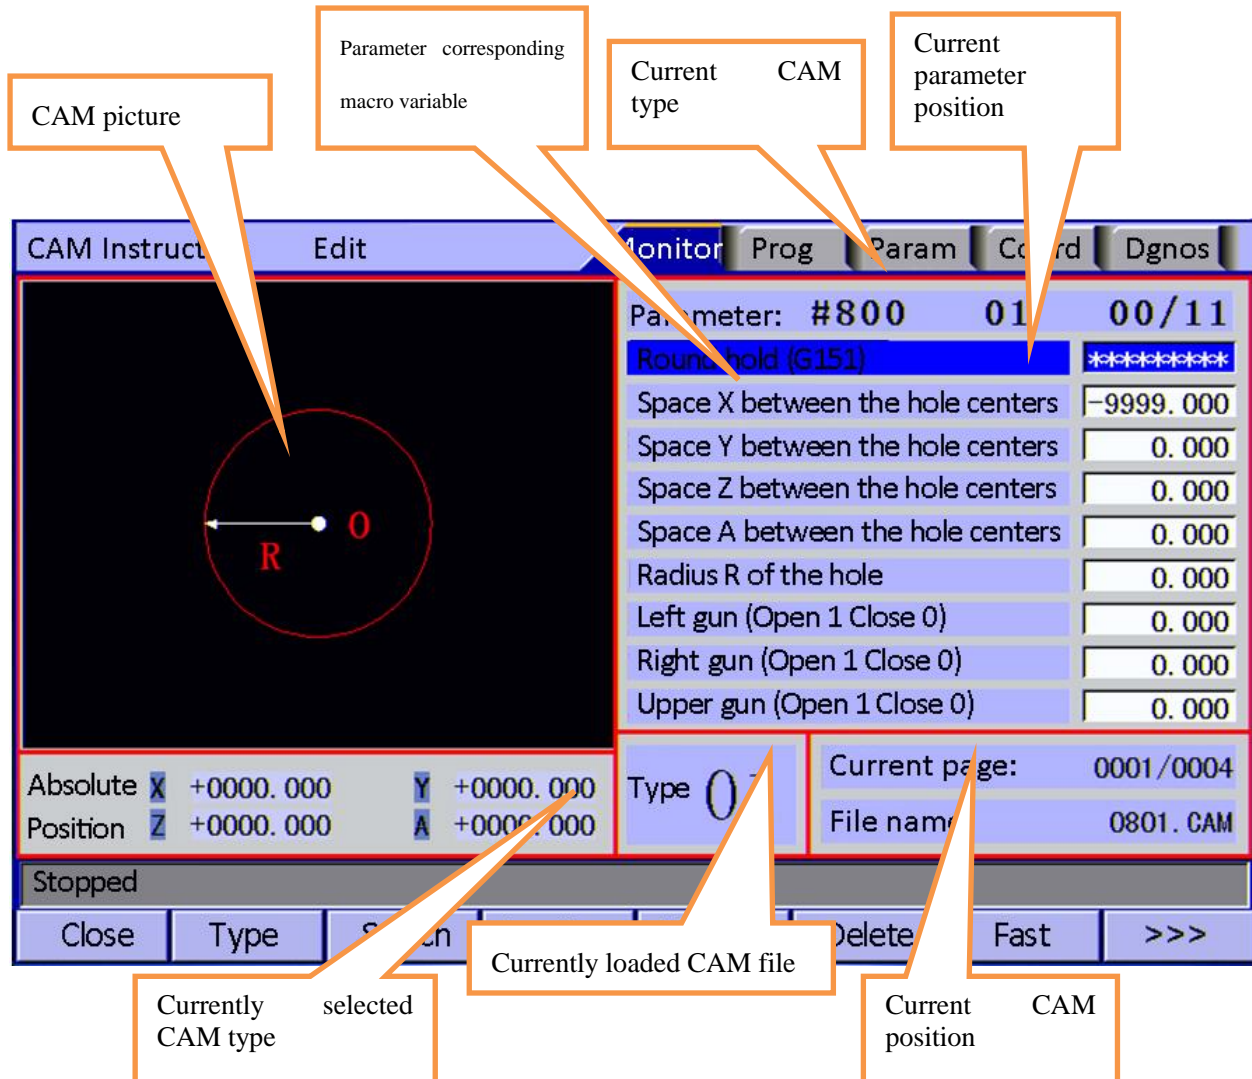 Parameter corresponding
macro variable
Current CAM
type
Current
parameter
position
CAM picture
CAM Instruct
Edit
Monitor
Prog
Param
Coord
Dgnos
Parameter: #800 01 00/11
Round hold (G151) *********
Space X between the hole centers -9999.000
Space Y between the hole centers 0.000
Space Z between the hole centers 0.000
Space A between the hole centers 0.000
Radius R of the hole 0.000
Left gun (Open 1 Close 0) 0.000
Right gun (Open 1 Close 0) 0.000
Upper gun (Open 1 Close 0) 0.000
R
O
Absolute X +0000.000 Y +0000.000
Position Z +0000.000 A +0000.000
Type 0
Current page: 0001/0004
File name 0801.CAM
Stopped
Close
Type
Delete
Fast
>>>
Currently loaded CAM file
Currently selected
CAM type
Current CAM
position